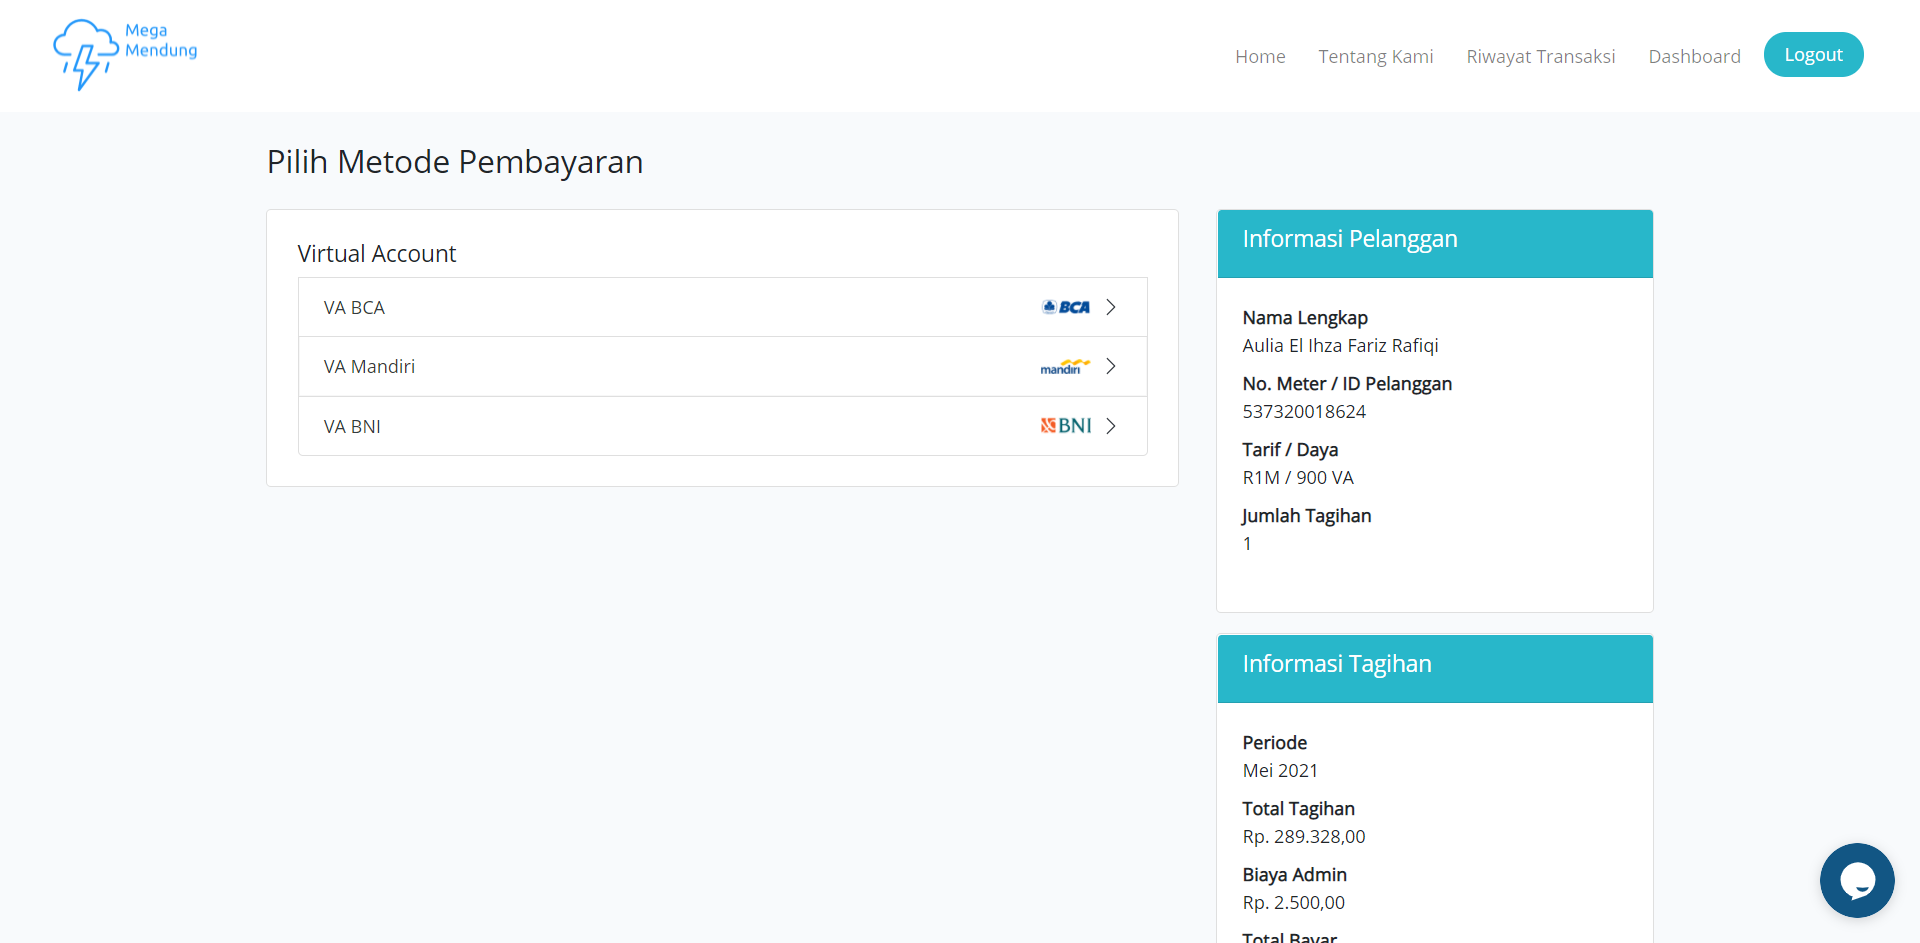 Mega
Mendung
Home
Tentang Kami
Riwayat Transaksi
Dashboard
Logout
Pilih Metode Pembayaran
Virtual Account
VA BCA
BCA
VA Mandiri
mandiri
VA BNI
BNI
Informasi Pelanggan
Nama Lengkap
Aulia El Ihza Fariz Rafiqi
No. Meter / ID Pelanggan
537320018624
Tarif / Daya
R1M / 900 VA
Jumlah Tagihan
1
Informasi Tagihan
Periode
Mei 2021
Total Tagihan
Rp. 289.328,00
Biaya Admin
Rp. 2.500,00
Total Bayar